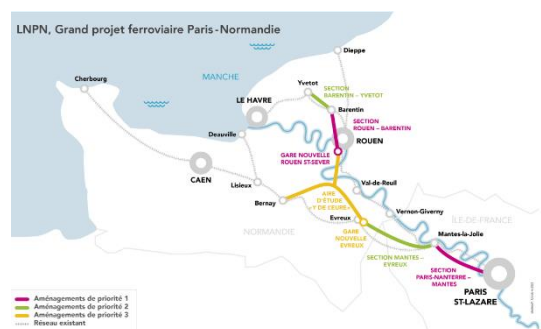 LNPN, Grand projet ferroviaire Paris-Normandie
Dieppe
Cherbourg
MANCHE
Yvetot
SECTION
BARENTIN – YVETOT
LE HAVRE
Barentin
SECTION
ROUEN – BARENTIN
Deauville
ROUEN
GARE NOUVELLE
ROUEN ST-SEVER
CAEN
Lisieux
Val-de-Reuil
Bernay
AIRE
D'ÉTUDE
« Y DE L'EURE »
Vernon-Giverny
ÎLE-DE-FRANCE
NORMANDIE
Evreux
GARE
NOUVELLE
EVREUX
Mantes-la-Jolie
SECTION MANTES –
EVREUX
SECTION
PARIS-NANTERRE –
MANTES
PARIS
ST-LAZARE
Aménagements de priorité 1
Aménagements de priorité 2
Aménagements de priorité 3
Réseau existant